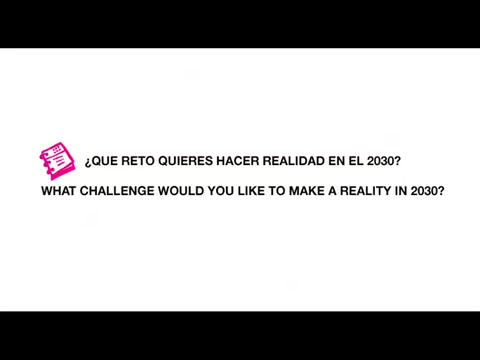 ¿QUE RETO QUIERES HACER REALIDAD EN EL 2030?
WHAT CHALLENGE WOULD YOU LIKE TO MAKE A REALITY IN 2030?